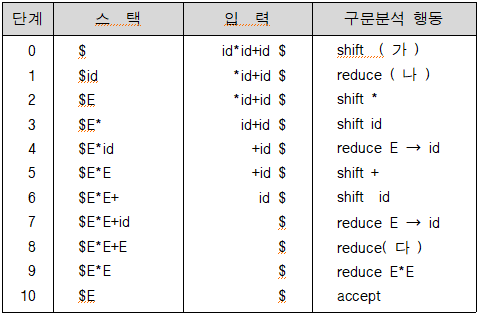 단계 스 택 입 력 구문분석 행동
0 $ id*id+id $ shift ( 가 )
1 $id *id+id $ reduce ( 나 )
2 $E *id+id $ shift *
3 $E* id+id $ shift id
4 $E*id +id $ reduce E → id
5 $E*E +id $ shift +
6 $E*E+ id $ shift id
7 $E*E+id $ reduce E → id
8 $E*E+E $ reduce( 다 )
9 $E*E $ reduce E*E
10 $E $ accept